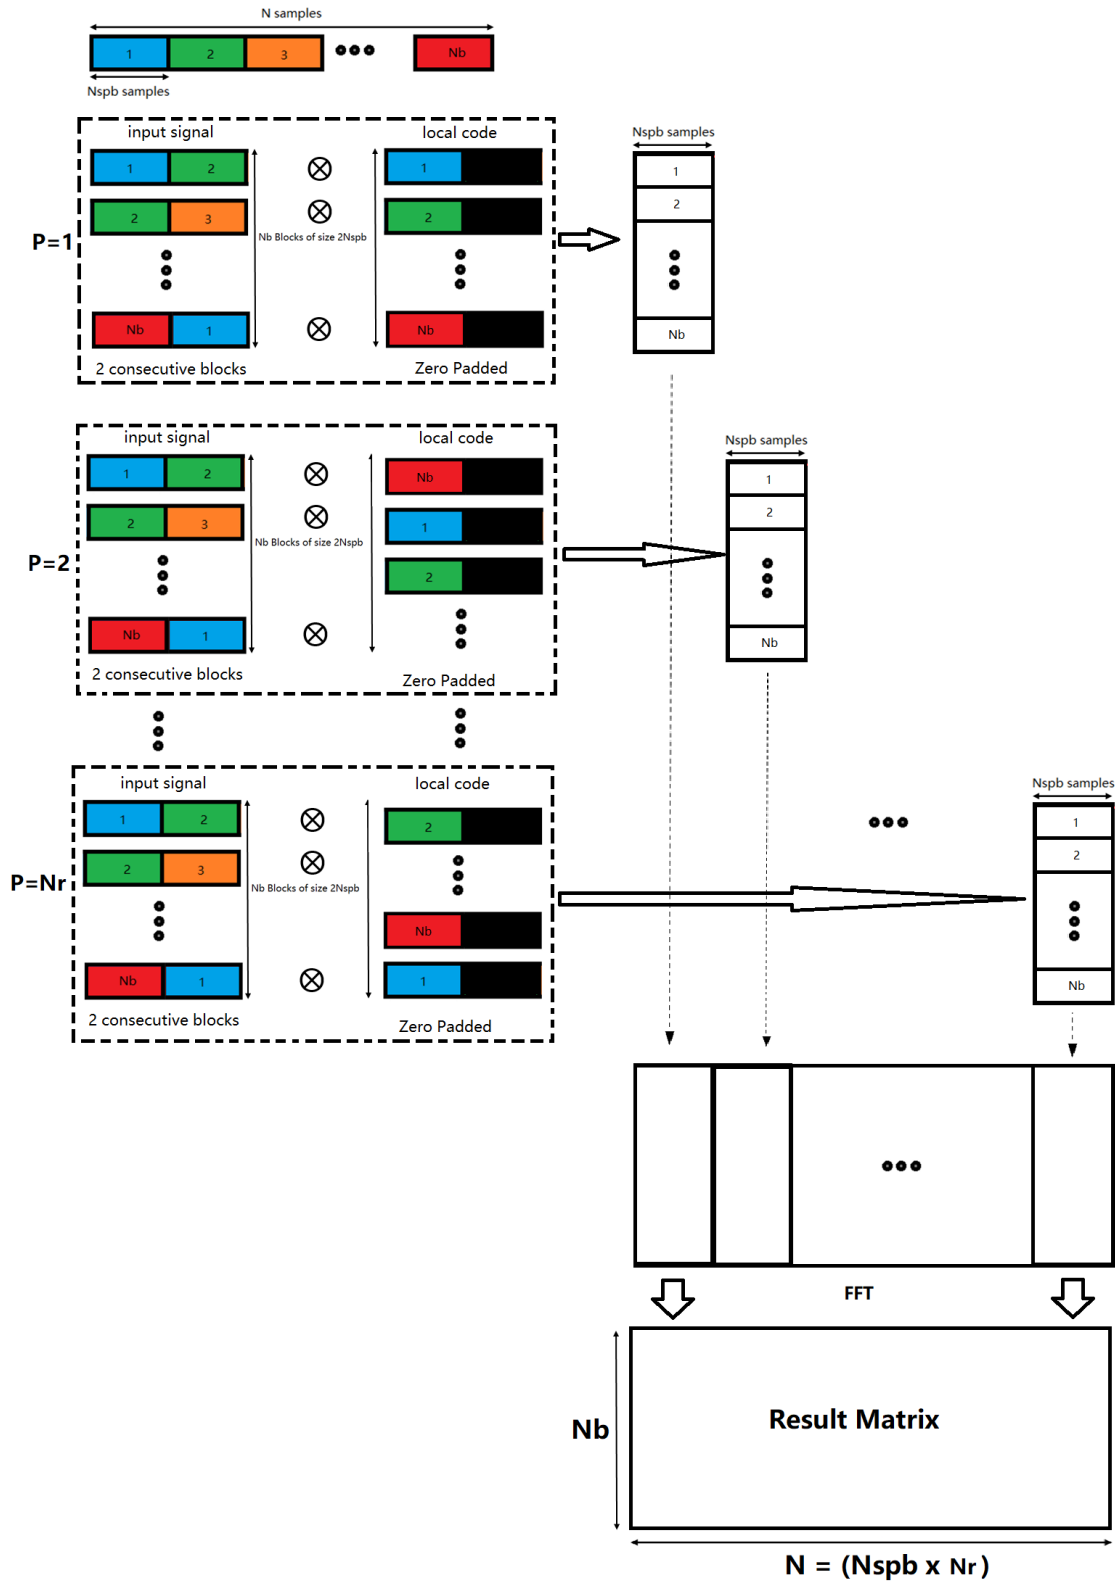 N samples
1 2 3 Nb
Nspb samples
input signal local code
1 2 1
2 3 2
Nb Blocks of size 2Nspb
P=1
Nb 1 Nb
2 consecutive blocks Zero Padded
Nspb samples
1
2
Nb
input signal local code
1 2 Nb
2 3 1
Nb Blocks of size 2Nspb
P=2
2
Nb 1
2 consecutive blocks Zero Padded
Nspb samples
1
2
Nb
input signal local code
1 2 2
2 3
Nb Blocks of size 2Nspb
P=Nr
Nb
Nb 1 1
2 consecutive blocks Zero Padded
Nspb samples
1
2
Nb
FFT
Nb
Result Matrix
N = (Nspb x Nr )